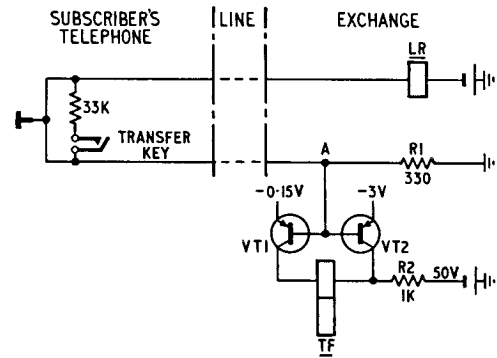 SUBSCRIBER'S
TELEPHONE
LINE
EXCHANGE
LR
33K
TRANSFER
KEY
A
R1
330
-0·15V
-3V
VT1
VT2
R2
1K
50V
TF